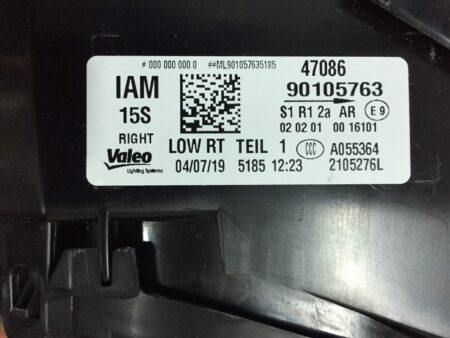 # 000 000 000 0 ##ML901057635185
IAM 47086
15S 90105763
RIGHT S1 R1 2a AR E9
02 02 01 00 16101
Valeo LOW RT TEIL 1 CCC A055364
Lighting Systems 04/07/19 5185 12:23 2105276L